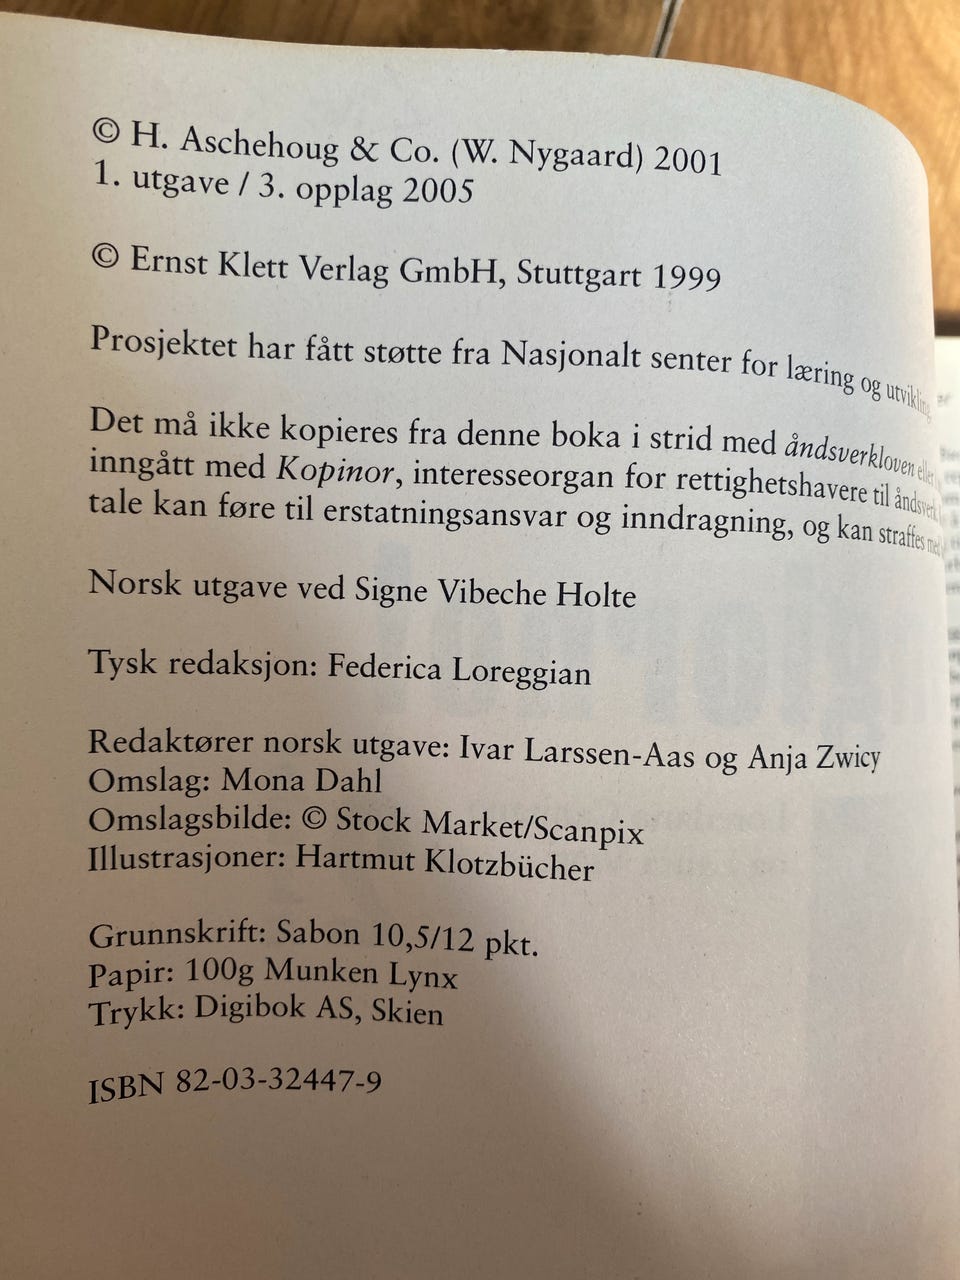 © H. Aschehoug & Co. (W. Nygaard) 2001
1. utgave / 3. opplag 2005
© Ernst Klett Verlag GmbH, Stuttgart 1999
Prosjektet har fått støtte fra Nasjonalt senter for læring og utvikling
Det må ikke kopieres fra denne boka i strid med åndsverkloven eller
inngått med Kopinor, interesseorgan for rettighetshavere til åndsverk.
tale kan føre til erstatningsansvar og inndragning, og kan straffes med
Norsk utgave ved Signe Vibeche Holte
Tysk redaksjon: Federica Loreggian
Redaktører norsk utgave: Ivar Larssen-Aas og Anja Zwicy
Omslag: Mona Dahl
Omslagsbilde: © Stock Market/Scanpix
Illustrasjoner: Hartmut Klotzbücher
Grunnskrift: Sabon 10,5/12 pkt.
Papir: 100g Munken Lynx
Trykk: Digibok AS, Skien
ISBN 82-03-32447-9